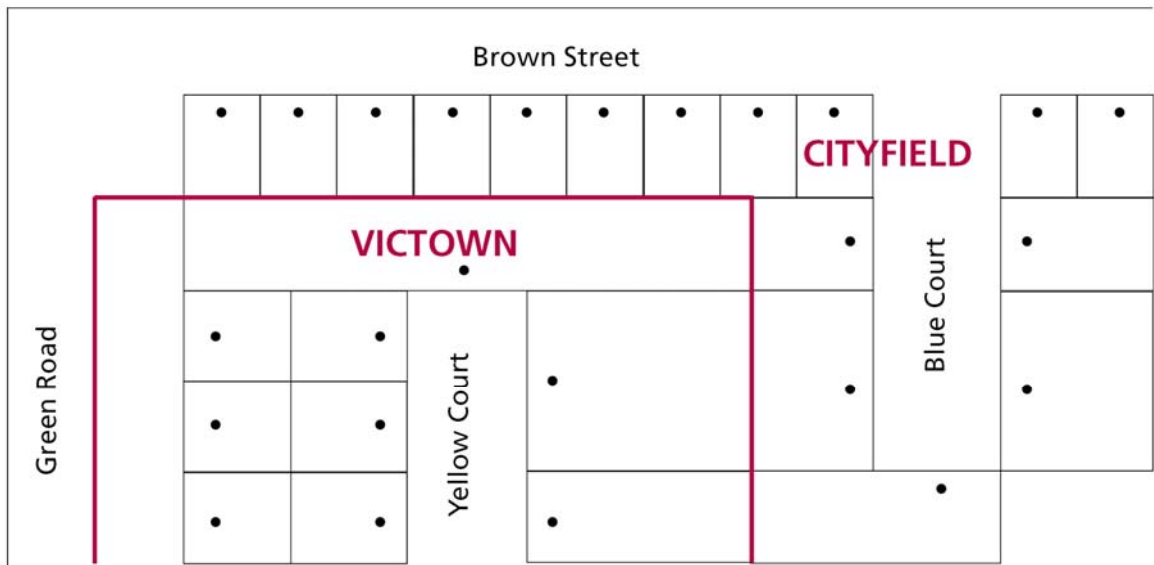 Brown Street
CITYFIELD
VICTOWN
Green Road
Yellow Court
Blue Court